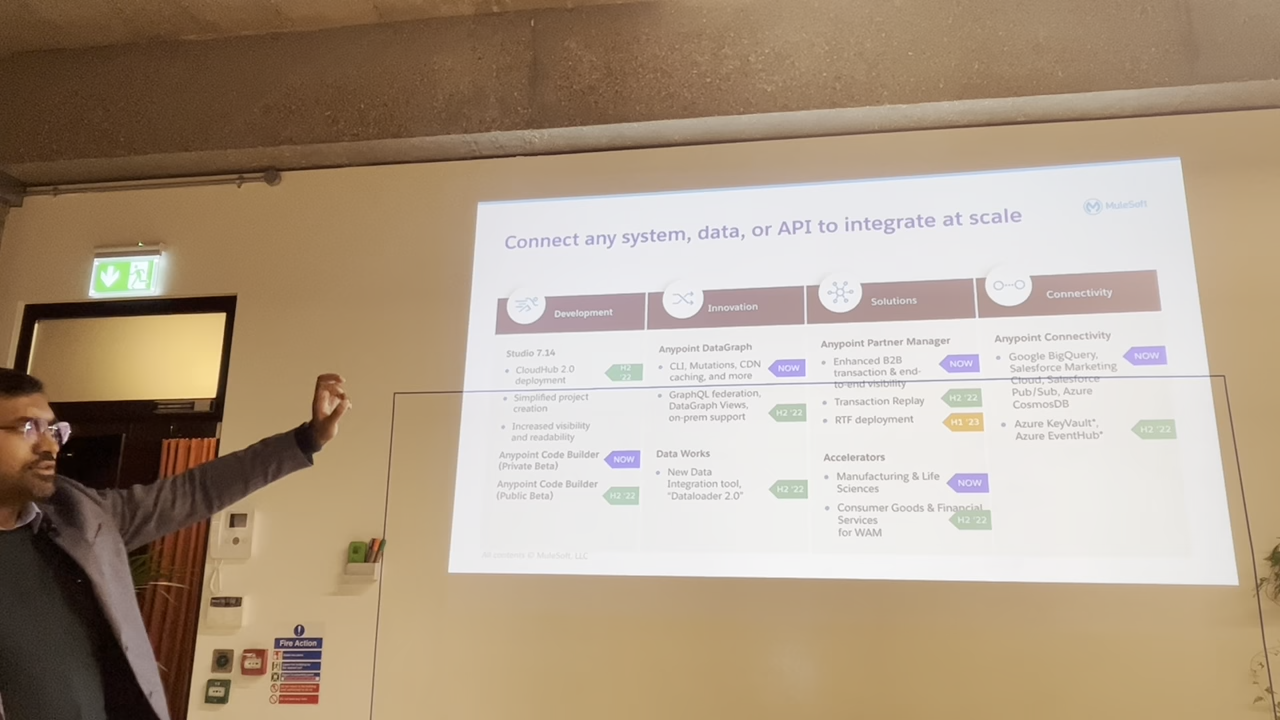 MuleSoft
Connect any system, data, or API to integrate at scale
Development
Studio 7.14
CloudHub 2.0
deployment
H2
'22
Simplified project
creation
Increased visibility
and readability
Anypoint Code Builder
(Private Beta)
NOW
Anypoint Code Builder
(Public Beta)
H2 '22
Innovation
Anypoint DataGraph
CLI, Mutations, CDN
caching, and more
NOW
GraphQL federation,
DataGraph Views,
on-prem support
H2 '22
Data Works
New Data
Integration tool,
"Dataloader 2.0"
H2 '22
Solutions
Anypoint Partner Manager
Enhanced B2B
transaction & end-
to-end visibility
NOW
Transaction Replay
H2 '22
RTF deployment
H1 '23
Accelerators
Manufacturing & Life
Sciences
NOW
Consumer Goods & Financial
Services
for WAM
H2 '22
Connectivity
Anypoint Connectivity
Google BigQuery,
Salesforce Marketing
Cloud, Salesforce
Pub/Sub, Azure
CosmosDB
NOW
Azure KeyVault*,
Azure EventHub*
H2 '22
All contents © MuleSoft, LLC
Fire Action